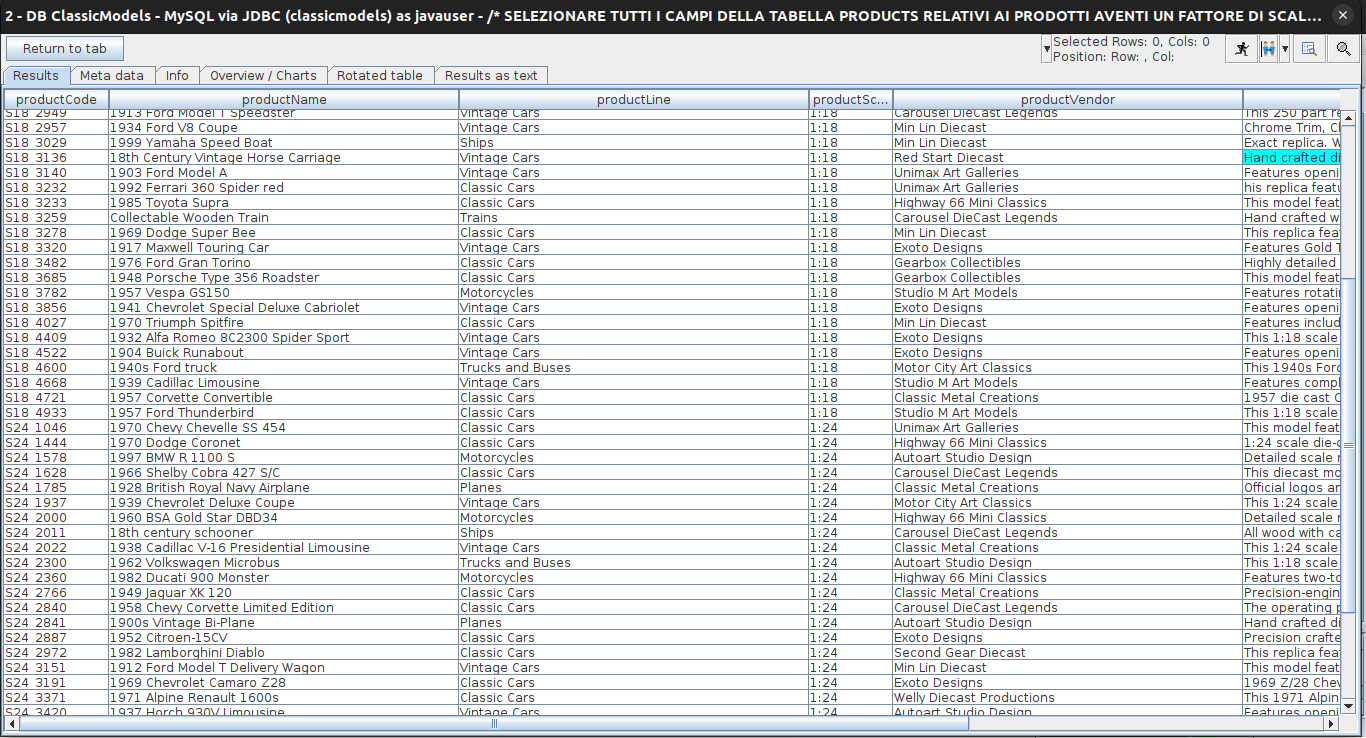 2 - DB ClassicModels - MySQL via JDBC (classicmodels) as javauser - /* SELEZIONARE TUTTI I CAMPI DELLA TABELLA PRODUCTS RELATIVI AI PRODOTTI AVENTI UN FATTORE DI SCAL...
Return to tab
Selected Rows: 0, Cols: 0
Position: Row: , Col:
Results Meta data Info Overview / Charts Rotated table Results as text
productCode productName productLine productSc... productVendor
S18_2949 1913 Ford Model T Speedster Vintage Cars 1:18 Carousel DieCast Legends This 250 part re
S18_2957 1934 Ford V8 Coupe Vintage Cars 1:18 Min Lin Diecast Chrome Trim, Cl
S18_3029 1999 Yamaha Speed Boat Ships 1:18 Min Lin Diecast Exact replica. W
S18_3136 18th Century Vintage Horse Carriage Vintage Cars 1:18 Red Start Diecast Hand crafted di
S18_3140 1903 Ford Model A Vintage Cars 1:18 Unimax Art Galleries Features openi
S18_3232 1992 Ferrari 360 Spider red Classic Cars 1:18 Unimax Art Galleries his replica featu
S18_3233 1985 Toyota Supra Classic Cars 1:18 Highway 66 Mini Classics This model feat
S18_3259 Collectable Wooden Train Trains 1:18 Carousel DieCast Legends Hand crafted w
S18_3278 1969 Dodge Super Bee Classic Cars 1:18 Min Lin Diecast This replica fea
S18_3320 1917 Maxwell Touring Car Vintage Cars 1:18 Exoto Designs Features Gold T
S18_3482 1976 Ford Gran Torino Classic Cars 1:18 Gearbox Collectibles Highly detailed
S18_3685 1948 Porsche Type 356 Roadster Classic Cars 1:18 Gearbox Collectibles This model feat
S18_3782 1957 Vespa GS150 Motorcycles 1:18 Studio M Art Models Features rotati
S18_3856 1941 Chevrolet Special Deluxe Cabriolet Vintage Cars 1:18 Exoto Designs Features openi
S18_4027 1970 Triumph Spitfire Classic Cars 1:18 Min Lin Diecast Features includ
S18_4409 1932 Alfa Romeo 8C2300 Spider Sport Vintage Cars 1:18 Exoto Designs This 1:18 scale
S18_4522 1904 Buick Runabout Vintage Cars 1:18 Exoto Designs Features openi
S18_4600 1940s Ford truck Trucks and Buses 1:18 Motor City Art Classics This 1940s Ford
S18_4668 1939 Cadillac Limousine Vintage Cars 1:18 Studio M Art Models Features compl
S18_4721 1957 Corvette Convertible Classic Cars 1:18 Classic Metal Creations 1957 die cast C
S18_4933 1957 Ford Thunderbird Classic Cars 1:18 Studio M Art Models This 1:18 scale
S24_1046 1970 Chevy Chevelle SS 454 Classic Cars 1:24 Unimax Art Galleries This model feat
S24_1444 1970 Dodge Coronet Classic Cars 1:24 Highway 66 Mini Classics 1:24 scale die-c
S24_1578 1997 BMW R 1100 S Motorcycles 1:24 Autoart Studio Design Detailed scale r
S24_1628 1966 Shelby Cobra 427 S/C Classic Cars 1:24 Carousel DieCast Legends This diecast mo
S24_1785 1928 British Royal Navy Airplane Planes 1:24 Classic Metal Creations Official logos an
S24_1937 1939 Chevrolet Deluxe Coupe Vintage Cars 1:24 Motor City Art Classics This 1:24 scale
S24_2000 1960 BSA Gold Star DBD34 Motorcycles 1:24 Highway 66 Mini Classics Detailed scale r
S24_2011 18th century schooner Ships 1:24 Carousel DieCast Legends All wood with ca
S24_2022 1938 Cadillac V-16 Presidential Limousine Vintage Cars 1:24 Classic Metal Creations This 1:24 scale
S24_2300 1962 Volkswagen Microbus Trucks and Buses 1:24 Autoart Studio Design This 1:18 scale
S24_2360 1982 Ducati 900 Monster Motorcycles 1:24 Highway 66 Mini Classics Features two-to
S24_2766 1949 Jaguar XK 120 Classic Cars 1:24 Classic Metal Creations Precision-engin
S24_2840 1958 Chevy Corvette Limited Edition Classic Cars 1:24 Carousel DieCast Legends The operating p
S24_2841 1900s Vintage Bi-Plane Planes 1:24 Autoart Studio Design Hand crafted di
S24_2887 1952 Citroen-15CV Classic Cars 1:24 Exoto Designs Precision crafte
S24_2972 1982 Lamborghini Diablo Classic Cars 1:24 Second Gear Diecast This replica fea
S24_3151 1912 Ford Model T Delivery Wagon Vintage Cars 1:24 Min Lin Diecast This model feat
S24_3191 1969 Chevrolet Camaro Z28 Classic Cars 1:24 Exoto Designs 1969 Z/28 Chev
S24_3371 1971 Alpine Renault 1600s Classic Cars 1:24 Welly Diecast Productions This 1971 Alpin
S24_3420 1937 Horch 930V Limousine Vintage Cars 1:24 Autoart Studio Design Features openi